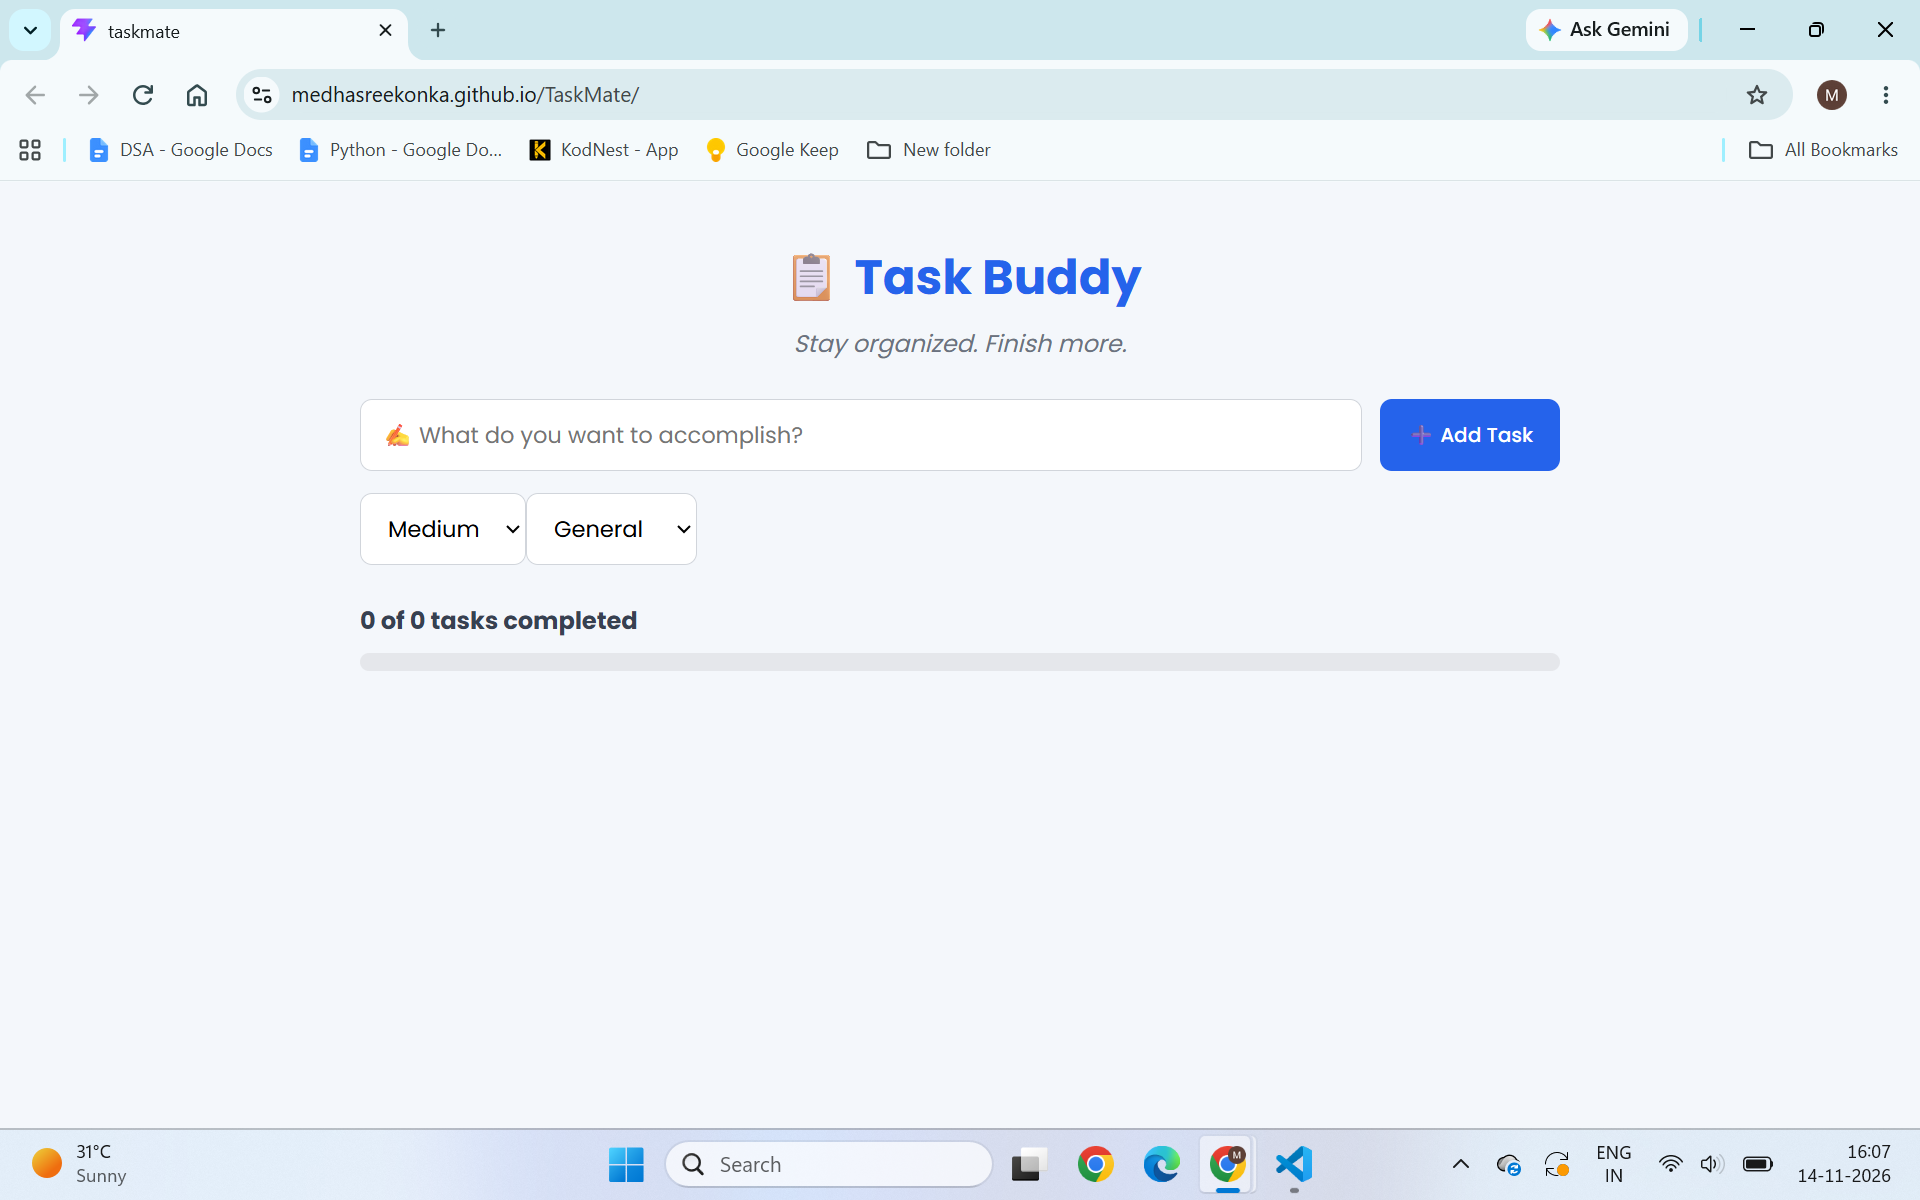 taskmate
Ask Gemini
medhasreekonka.github.io/TaskMate/
M
DSA - Google Docs
Python - Google Do...
KodNest - App
Google Keep
New folder
All Bookmarks
📋 Task Buddy
Stay organized. Finish more.
✍️ What do you want to accomplish?
➕ Add Task
Medium
General
0 of 0 tasks completed
31°C
Sunny
Search
M
ENG
IN
16:07
14-11-2026